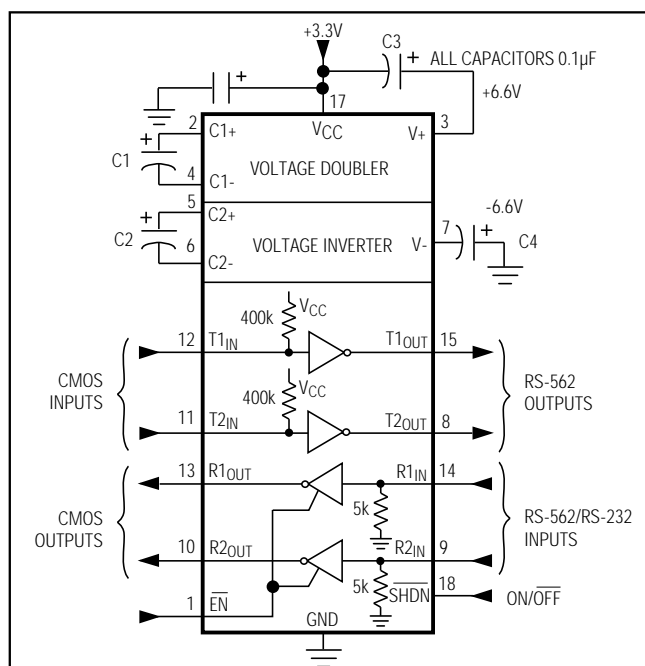 +3.3V
C3
+ ALL CAPACITORS 0.1µF
+
+6.6V
17
2
3
+
C1+
VCC
V+
C1
VOLTAGE DOUBLER
4
C1-
5
+
C2+
-6.6V
7
+
C2
6
VOLTAGE INVERTER
V-
C4
C2-
VCC
400k
12
T1IN
T1OUT
15
CMOS
INPUTS
VCC
400k
RS-562
OUTPUTS
11
T2IN
T2OUT
8
13
R1OUT
R1IN
14
CMOS
OUTPUTS
5k
RS-562/RS-232
INPUTS
10
R2OUT
R2IN
9
5k
1
EN
SHDN
18
ON/OFF
GND